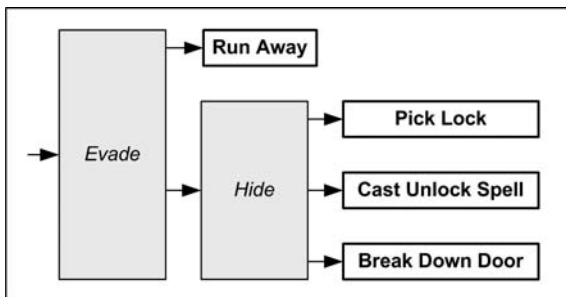 Run Away
Evade
Hide
Pick Lock
Cast Unlock Spell
Break Down Door